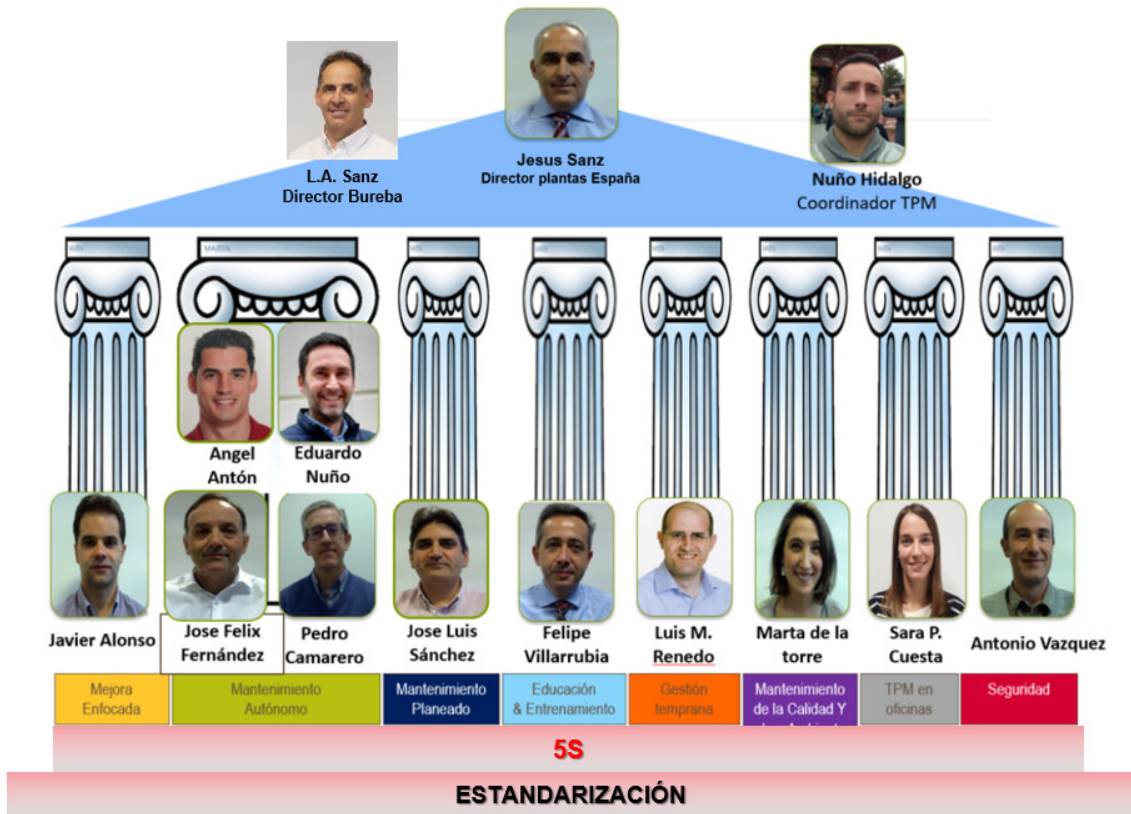 L.A. Sanz
Director Bureba
Jesus Sanz
Director plantas España
Nuño Hidalgo
Coordinador TPM
Angel
Antón
Eduardo
Nuño
Javier Alonso
Jose Felix
Fernández
Pedro
Camarero
Jose Luis
Sánchez
Felipe
Villarrubia
Luis M.
Renedo
Marta de la
torre
Sara P.
Cuesta
Antonio Vazquez
Mejora
Enfocada
Mantenimiento
Autónomo
Mantenimiento
Planeado
Educación
& Entrenamiento
Gestión
temprana
Mantenimiento
de la Calidad Y
TPM en
oficinas
Seguridad
5S
ESTANDARIZACIÓN